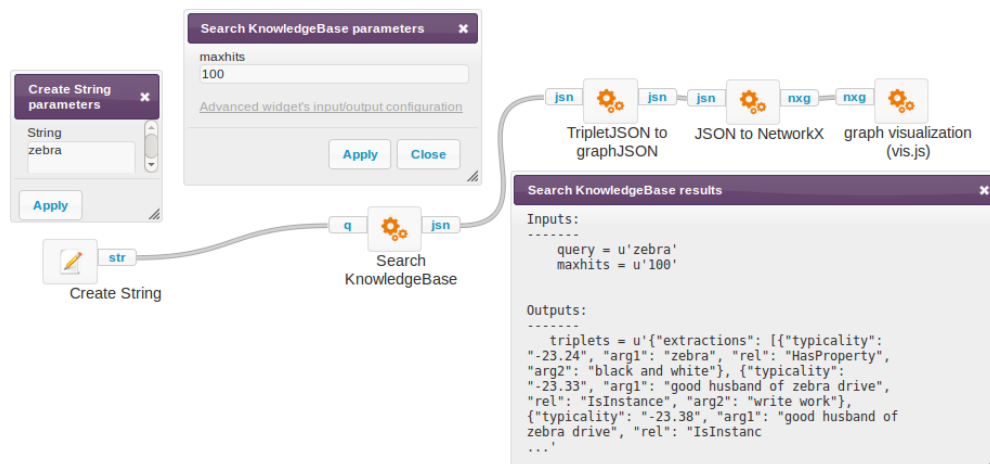 Search KnowledgeBase parameters
maxhits
100
Advanced widget's input/output configuration
Apply
Close
Create String
parameters
String
zebra
Apply
jsn
jsn
jsn
nxg
nxg
TripletJSON to
graphJSON
JSON to NetworkX
graph visualization
(vis.js)
str
Create String
q
jsn
Search
KnowledgeBase
Search KnowledgeBase results
Inputs:
-------
query = u'zebra'
maxhits = u'100'
Outputs:
-------
triplets = u'{"extractions": [{"typicality":
"-23.24", "arg1": "zebra", "rel": "HasProperty",
"arg2": "black and white"}, {"typicality":
"-23.33", "arg1": "good husband of zebra drive",
"rel": "IsInstance", "arg2": "write work"},
{"typicality": "-23.38", "arg1": "good husband of
zebra drive", "rel": "IsInstanc
...'